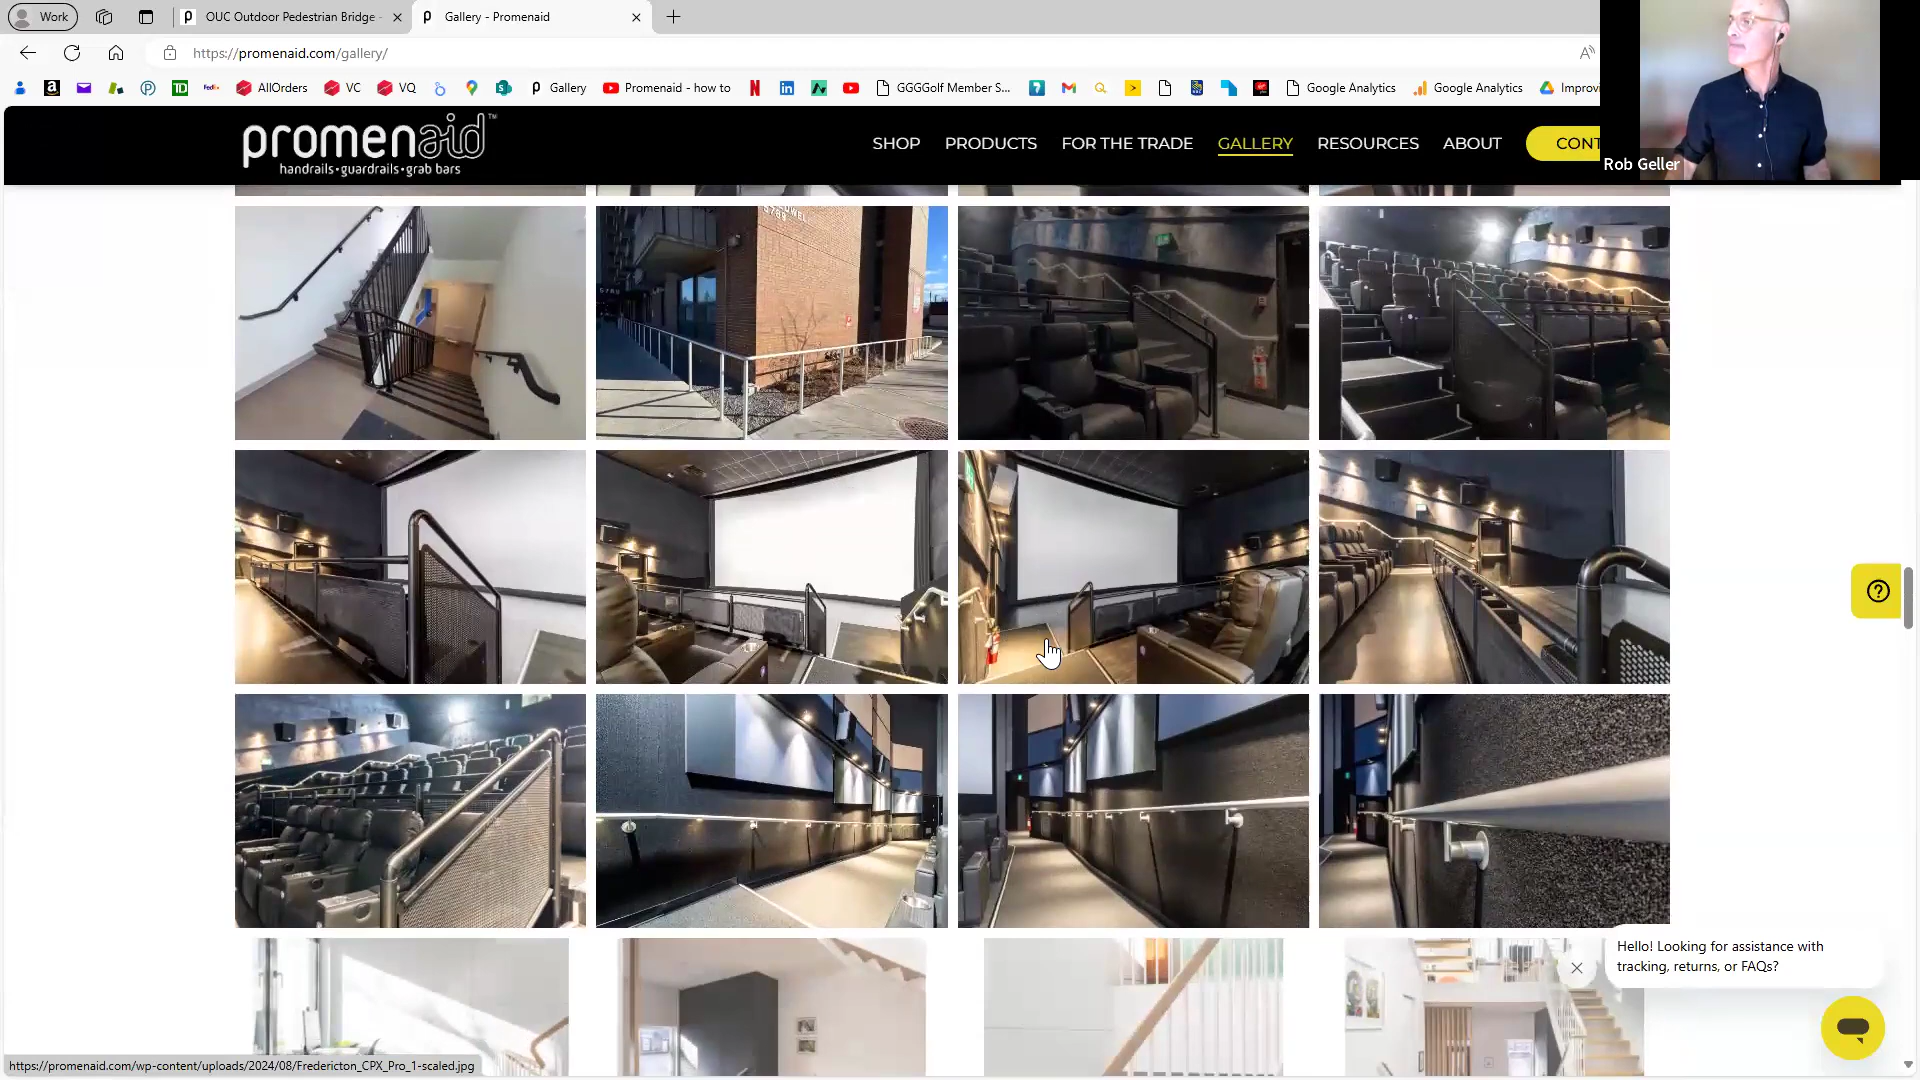 Work
OUC Outdoor Pedestrian Bridge -
Gallery - Promenaid
https://promenaid.com/gallery/
AllOrders
VC
VQ
Gallery
Promenaid - how to
GGGGolf Member S...
Google Analytics
Google Analytics
Improvi
promenaid™
handrails•guardrails•grab bars
SHOP
PRODUCTS
FOR THE TRADE
GALLERY
RESOURCES
ABOUT
CONT
Rob Geller
Hello! Looking for assistance with
tracking, returns, or FAQs?
https://promenaid.com/wp-content/uploads/2024/08/Fredericton_CPX_Pro_1-scaled.jpg